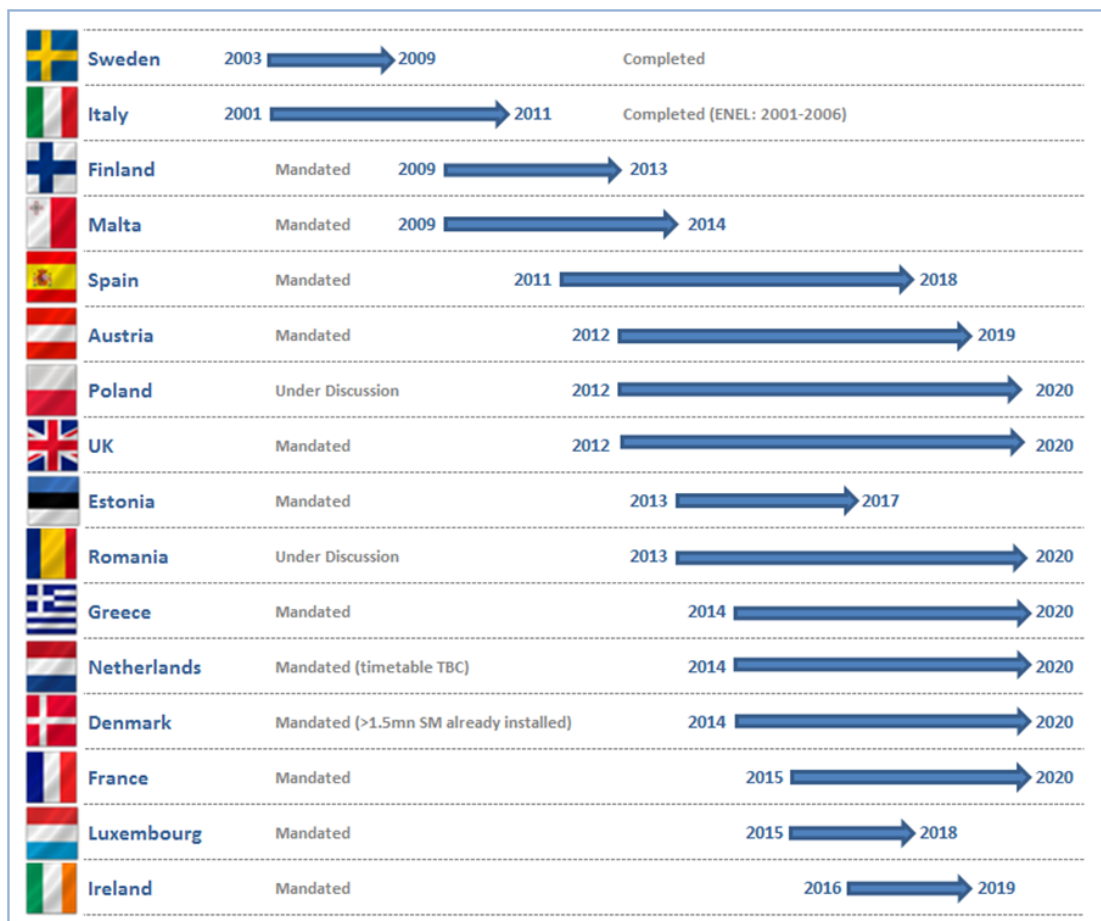 Sweden 2003 2009 Completed
Italy 2001 2011 Completed (ENEL: 2001-2006)
Finland Mandated 2009 2013
Malta Mandated 2009 2014
Spain Mandated 2011 2018
Austria Mandated 2012 2019
Poland Under Discussion 2012 2020
UK Mandated 2012 2020
Estonia Mandated 2013 2017
Romania Under Discussion 2013 2020
Greece Mandated 2014 2020
Netherlands Mandated (timetable TBC) 2014 2020
Denmark Mandated (>1.5mn SM already installed) 2014 2020
France Mandated 2015 2020
Luxembourg Mandated 2015 2018
Ireland Mandated 2016 2019